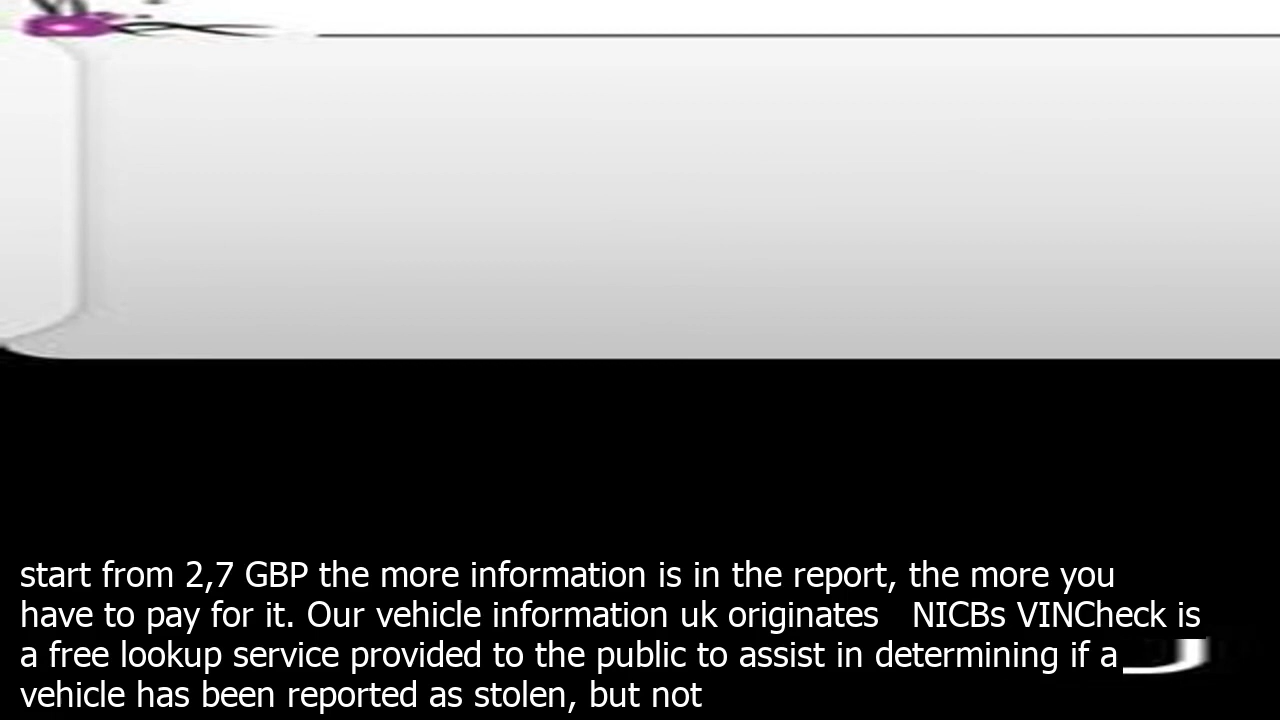 start from 2,7 GBP the more information is in the report, the more you
have to pay for it. Our vehicle information uk originates NICBs VINCheck is
a free lookup service provided to the public to assist in determining if a
vehicle has been reported as stolen, but not